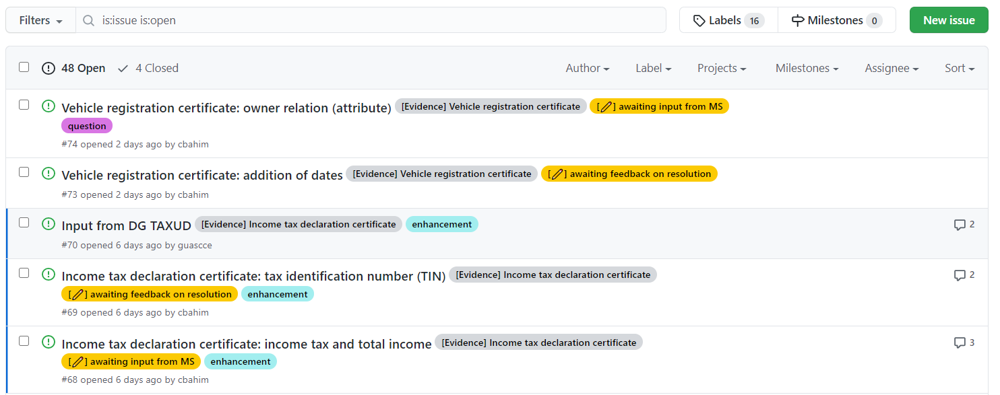 Filters is:issue is:open Labels 16 Milestones 0 New issue
48 Open 4 Closed Author Label Projects Milestones Assignee Sort
Vehicle registration certificate: owner relation (attribute) [Evidence] Vehicle registration certificate [🖊] awaiting input from MS
question
#74 opened 2 days ago by cbahim
Vehicle registration certificate: addition of dates [Evidence] Vehicle registration certificate [🖊] awaiting feedback on resolution
#73 opened 2 days ago by cbahim
Input from DG TAXUD [Evidence] Income tax declaration certificate enhancement 2
#70 opened 6 days ago by guascce
Income tax declaration certificate: tax identification number (TIN) [Evidence] Income tax declaration certificate 2
[🖊] awaiting feedback on resolution enhancement
#69 opened 6 days ago by cbahim
Income tax declaration certificate: income tax and total income [Evidence] Income tax declaration certificate 3
[🖊] awaiting input from MS enhancement
#68 opened 6 days ago by cbahim